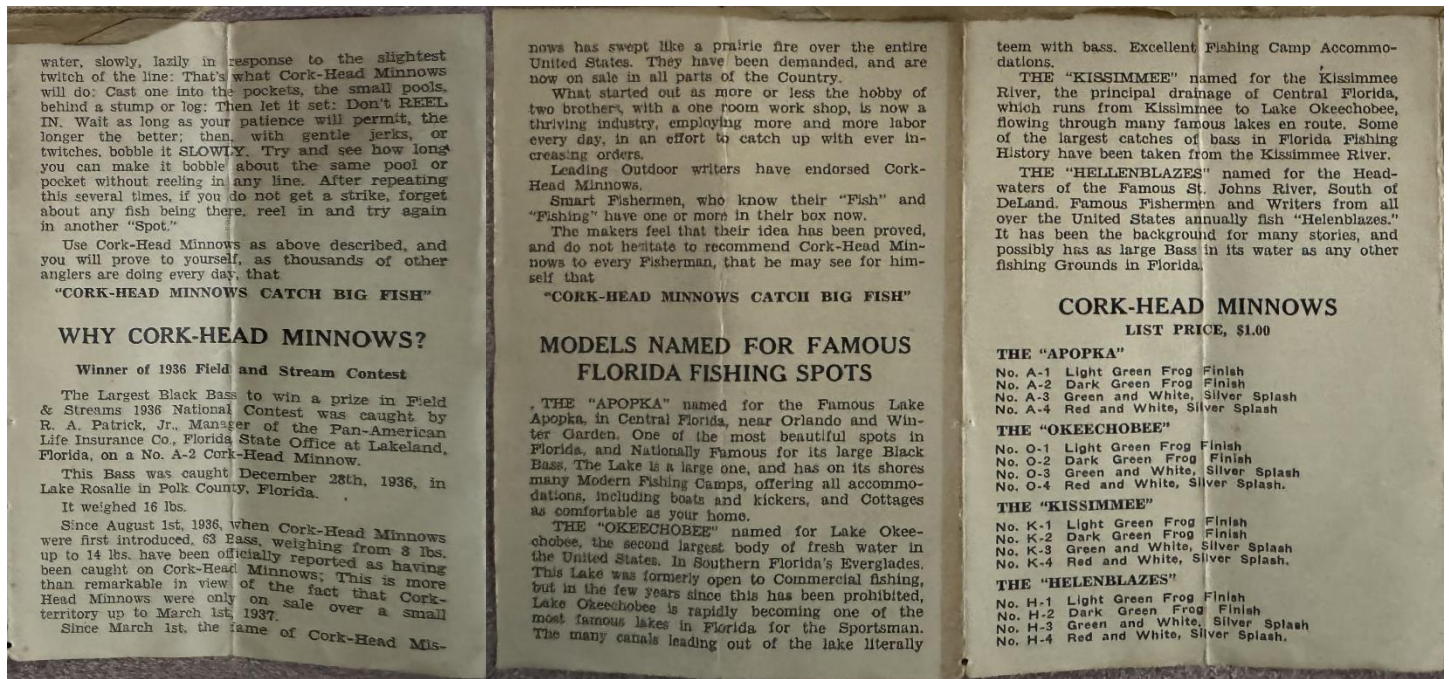 water, slowly, lazily in response to the slightest
twitch of the line: That's what Cork-Head Minnows
will do: Cast one into the pockets, the small pools,
behind a stump or log: Then let it set: Don't REEL
IN. Wait as long as your patience will permit, the
longer the better; then, with gentle jerks, or
twitches, bobble it SLOWLY. Try and see how long
you can make it bobble about the same pool or
pocket without reeling in any line. After repeating
this several times, if you do not get a strike, forget
about any fish being there, reel in and try again
in another "Spot."
Use Cork-Head Minnows as above described, and
you will prove to yourself, as thousands of other
anglers are doing every day, that
"CORK-HEAD MINNOWS CATCH BIG FISH"
WHY CORK-HEAD MINNOWS?
Winner of 1936 Field and Stream Contest
The Largest Black Bass to win a prize in Field
& Streams 1936 National Contest was caught by
R. A. Patrick, Jr., Manager of the Pan-American
Life Insurance Co., Florida State Office at Lakeland,
Florida, on a No. A-2 Cork-Head Minnow.
This Bass was caught December 28th, 1936, in
Lake Rosalie in Polk County, Florida.
It weighed 16 lbs.
Since August 1st, 1936, when Cork-Head Minnows
were first introduced, 63 Bass, weighing from 8 lbs.
up to 14 lbs. have been officially reported as having
been caught on Cork-Head Minnows; This is more
than remarkable in view of the fact that Cork-
Head Minnows were only on sale over a small
territory up to March 1st, 1937.
Since March 1st, the fame of Cork-Head Mis-
nows has swept like a prairie fire over the entire
United States. They have been demanded, and are
now on sale in all parts of the Country.
What started out as more or less the hobby of
two brothers, with a one room work shop, is now a
thriving industry, employing more and more labor
every day, in an effort to catch up with ever in-
creasing orders.
Leading Outdoor writers have endorsed Cork-
Head Minnows.
Smart Fishermen, who know their "Fish" and
"Fishing" have one or more in their box now.
The makers feel that their idea has been proved,
and do not hesitate to recommend Cork-Head Min-
nows to every Fisherman, that he may see for him-
self that
"CORK-HEAD MINNOWS CATCH BIG FISH"
MODELS NAMED FOR FAMOUS
FLORIDA FISHING SPOTS
THE "APOPKA" named for the Famous Lake
Apopka, in Central Florida, near Orlando and Win-
ter Garden. One of the most beautiful spots in
Florida, and Nationally Famous for its large Black
Bass. The Lake is a large one, and has on its shores
many Modern Fishing Camps, offering all accommo-
dations, including boats and kickers, and Cottages
as comfortable as your home.
THE "OKEECHOBEE" named for Lake Okee-
chobee, the second largest body of fresh water in
the United States. In Southern Florida's Everglades.
This Lake was formerly open to Commercial fishing,
but in the few years since this has been prohibited,
Lake Okeechobee is rapidly becoming one of the
most famous lakes in Florida for the Sportsman.
The many canals leading out of the lake literally
teem with bass. Excellent Fishing Camp Accommo-
dations.
THE "KISSIMMEE" named for the Kissimmee
River, the principal drainage of Central Florida,
which runs from Kissimmee to Lake Okeechobee,
flowing through many famous lakes en route. Some
of the largest catches of bass in Florida Fishing
History have been taken from the Kissimmee River.
THE "HELLENBLAZES" named for the Head-
waters of the Famous St. Johns River, South of
DeLand. Famous Fishermen and Writers from all
over the United States annually fish "Helenblazes."
It has been the background for many stories, and
possibly has as large Bass in its water as any other
fishing Grounds in Florida.
CORK-HEAD MINNOWS
LIST PRICE, $1.00
THE "APOPKA"
No. A-1 Light Green Frog Finish
No. A-2 Dark Green Frog Finish
No. A-3 Green and White, Silver Splash
No. A-4 Red and White, Silver Splash
THE "OKEECHOBEE"
No. O-1 Light Green Frog Finish
No. O-2 Dark Green Frog Finish
No. O-3 Green and White, Silver Splash
No. O-4 Red and White, Silver Splash.
THE "KISSIMMEE"
No. K-1 Light Green Frog Finish
No. K-2 Dark Green Frog Finish
No. K-3 Green and White, Silver Splash
No. K-4 Red and White, Silver Splash.
THE "HELENBLAZES"
No. H-1 Light Green Frog Finish
No. H-2 Dark Green Frog Finish
No. H-3 Green and White, Silver Splash
No. H-4 Red and White, Silver Splash.